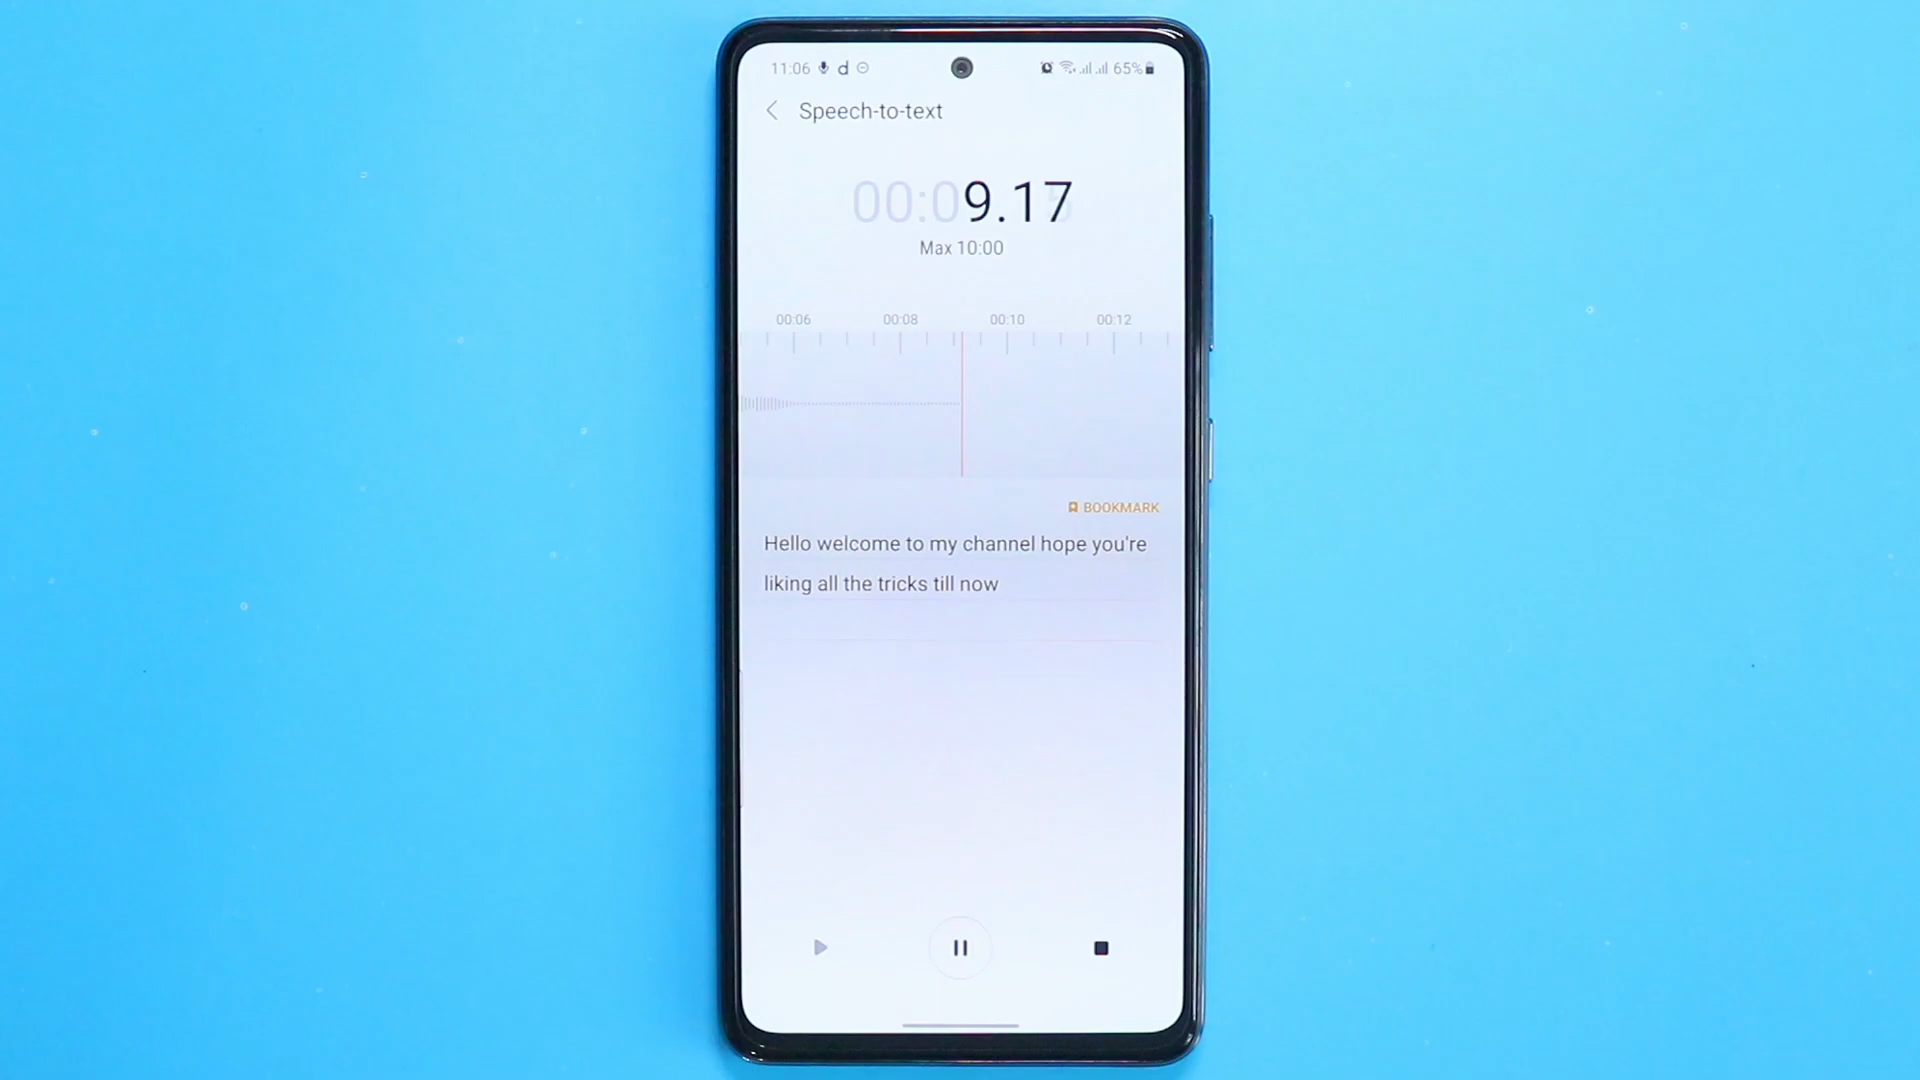 11:06 d 65%
Speech-to-text
00:09.17
Max 10:00
00:06 00:08 00:10 00:12
BOOKMARK
Hello welcome to my channel hope you're
liking all the tricks till now